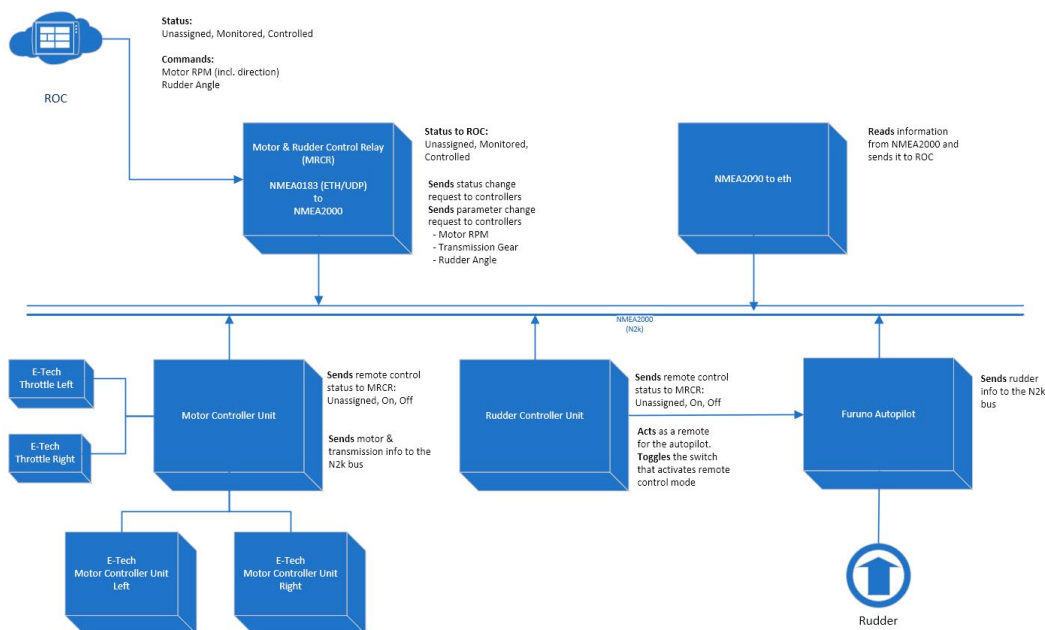 Status:
Unassigned, Monitored, Controlled
Commands:
Motor RPM (incl. direction)
Rudder Angle
ROC
Motor & Rudder Control Relay
(MRCR)
NMEA0183 (ETH/UDP)
to
NMEA2000
Status to ROC:
Unassigned, Monitored,
Controlled
Sends status change
request to controllers
Sends parameter change
request to controllers
- Motor RPM
- Transmission Gear
- Rudder Angle
NMEA2090 to eth
Reads information
from NMEA2000 and
sends it to ROC
NMEA2000
(N2k)
E-Tech
Throttle Left
E-Tech
Throttle Right
Motor Controller Unit
Sends remote control
status to MRCR:
Unassigned, On, Off
Sends motor &
transmission info to the
N2k bus
Rudder Controller Unit
Sends remote control
status to MRCR:
Unassigned, On, Off
Acts as a remote
for the autopilot.
Toggles the switch
that activates remote
control mode
Furuno Autopilot
Sends rudder
info to the N2k
bus
E-Tech
Motor Controller Unit
Left
E-Tech
Motor Controller Unit
Right
Rudder